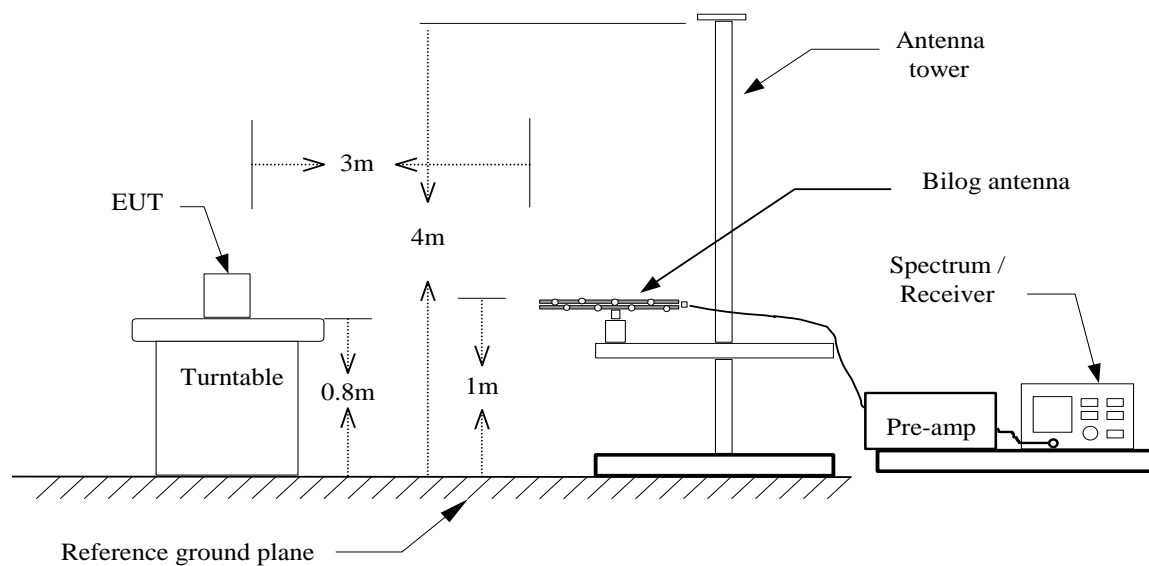 Antenna
tower
3m
Bilog antenna
EUT
4m
Spectrum /
Receiver
Turntable
0.8m
1m
Pre-amp
Reference ground plane